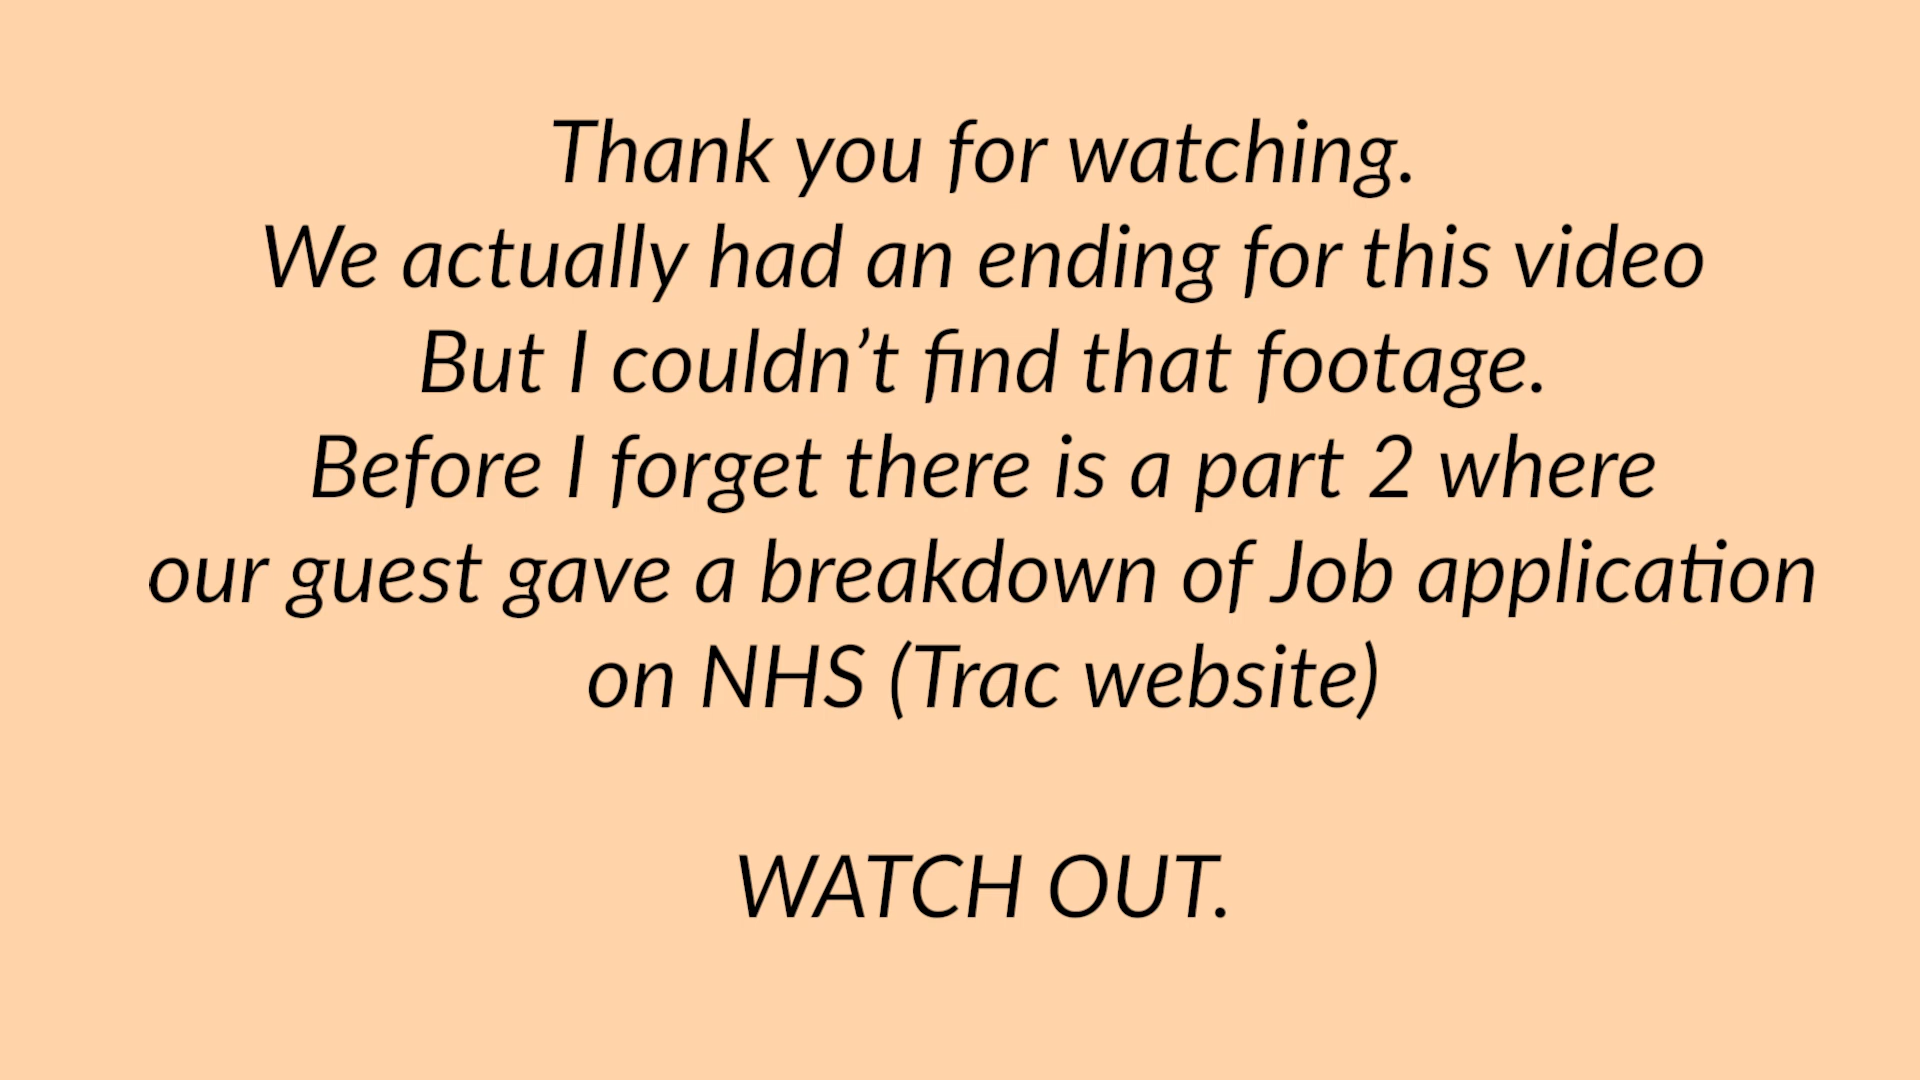 Thank you for watching.
We actually had an ending for this video
But I couldn’t find that footage.
Before I forget there is a part 2 where
our guest gave a breakdown of Job application
on NHS (Trac website)
WATCH OUT.